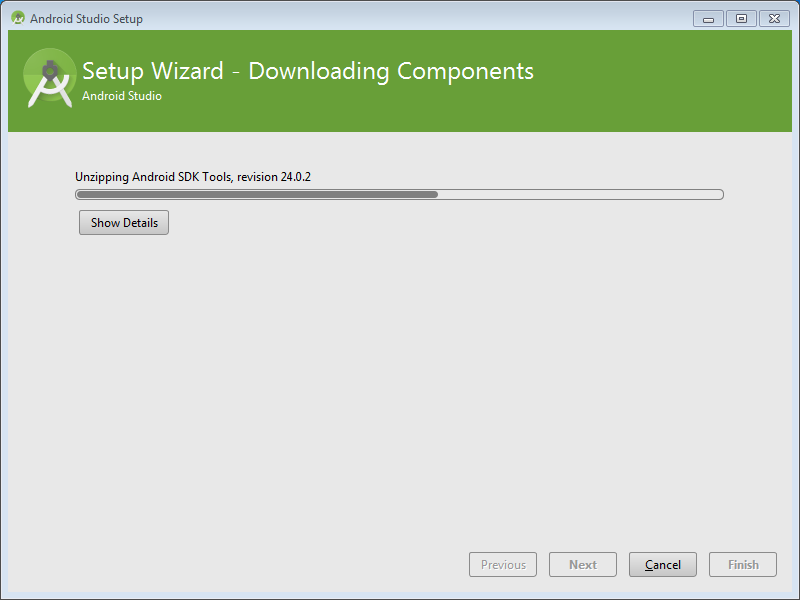 Android Studio Setup
Setup Wizard - Downloading Components
Android Studio
Unzipping Android SDK Tools, revision 24.0.2
Show Details
Previous
Next
Cancel
Finish